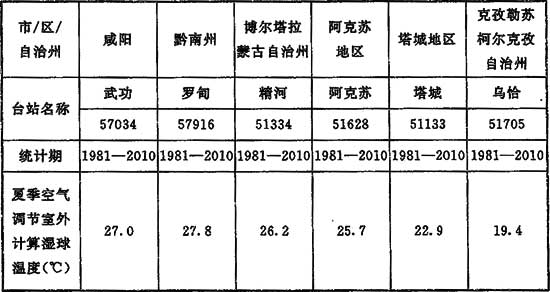 市/区/自治州 咸阳 黔南州 博尔塔拉蒙古自治州 阿克苏地区 塔城地区 克孜勒苏柯尔克孜自治州
台站名称 武功 罗甸 精河 阿克苏 塔城 乌恰
57034 57916 51334 51628 51133 51705
统计期 1981—2010 1981—2010 1981—2010 1981—2010 1981—2010 1981—2010
夏季空气调节室外计算湿球温度(℃) 27.0 27.8 26.2 25.7 22.9 19.4